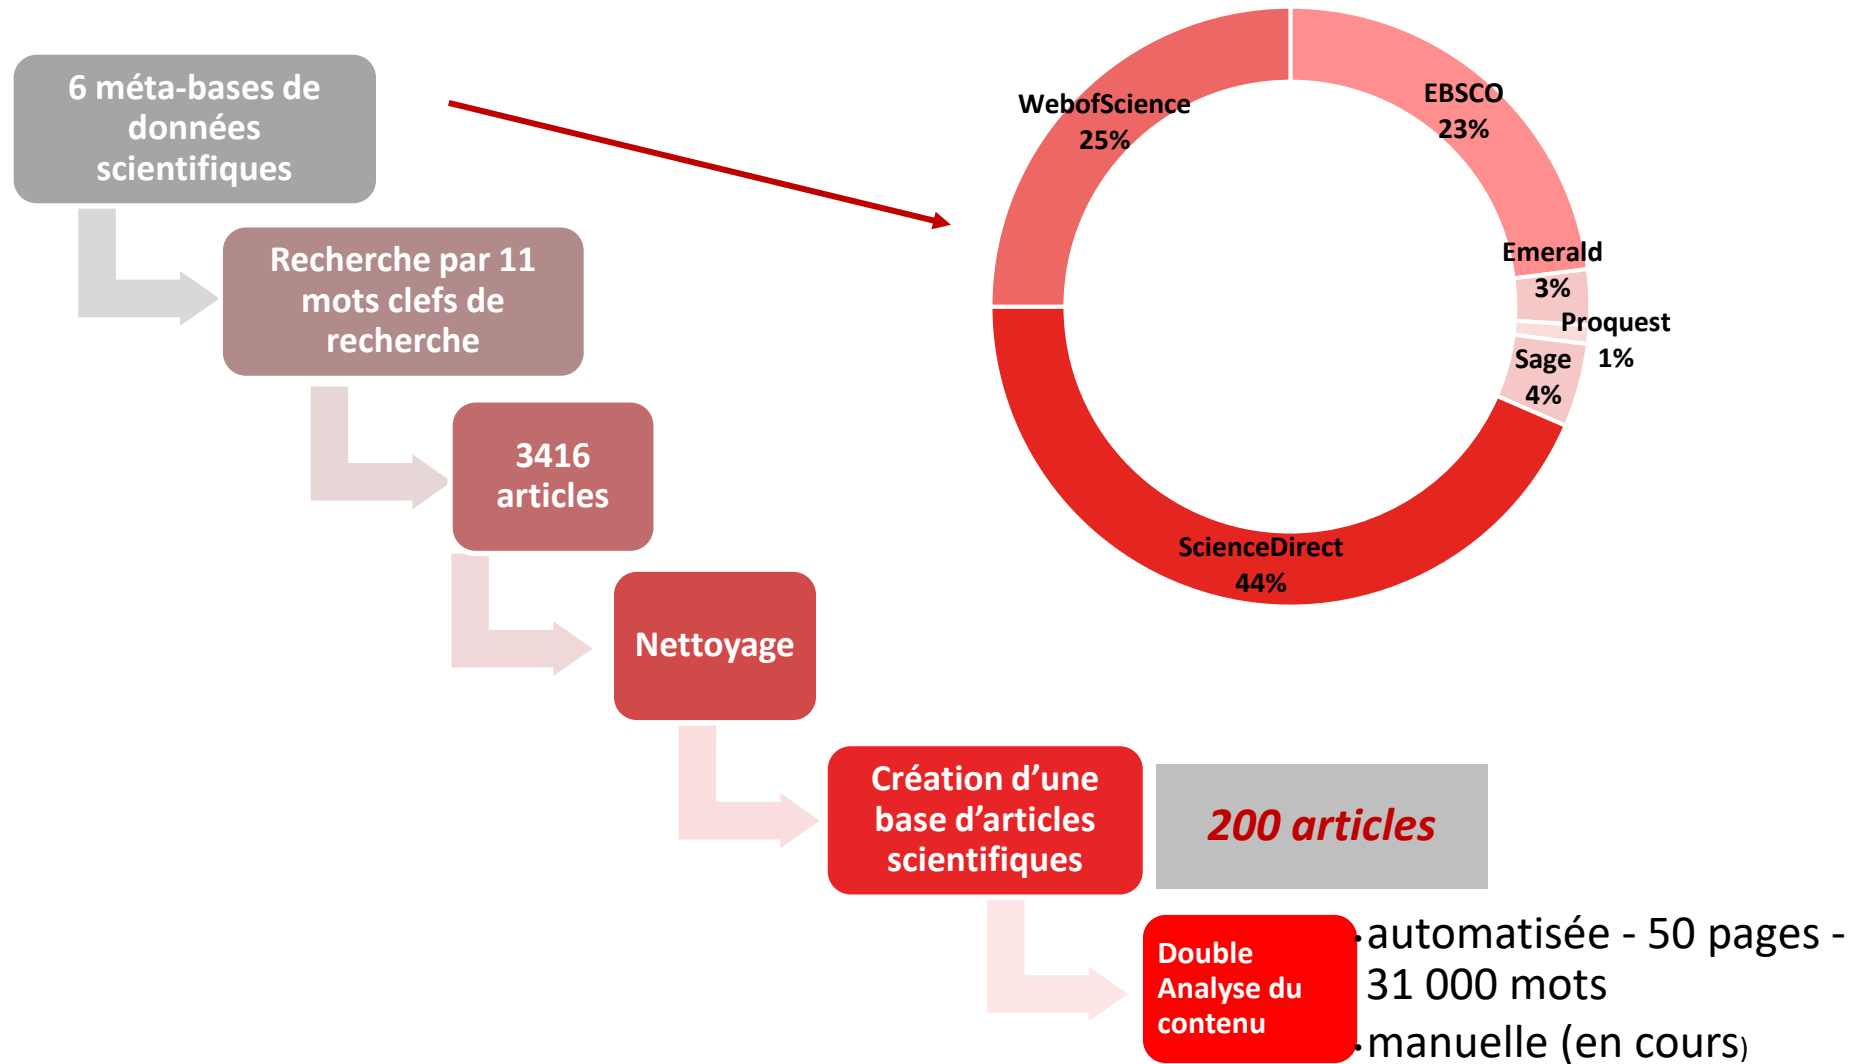 6 méta-bases de
données
scientifiques
Recherche par 11
mots clefs de
recherche
3416
articles
Nettoyage
Création d’une
base d’articles
scientifiques
200 articles
Double
Analyse du
contenu
•automatisée - 50 pages -
31 000 mots
•manuelle (en cours)
WebofScience
25%
EBSCO
23%
Emerald
3%
Proquest
1%
Sage
4%
ScienceDirect
44%